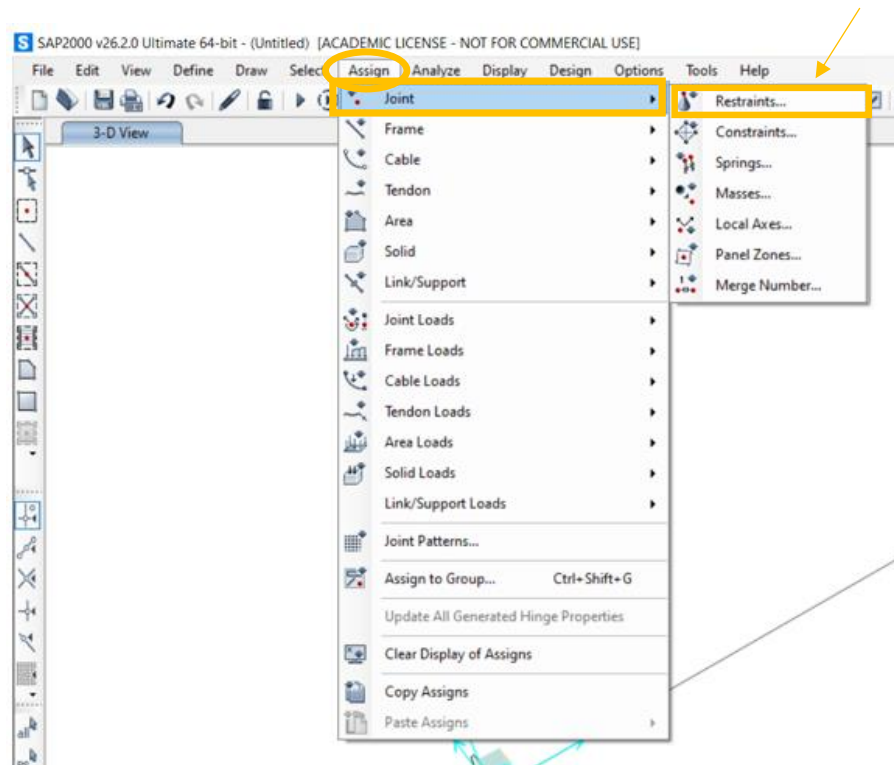 S SAP2000 v26.2.0 Ultimate 64-bit - (Untitled) [ACADEMIC LICENSE - NOT FOR COMMERCIAL USE]
File Edit View Define Draw Select Assign Analyze Display Design Options Tools Help
3-D View
Joint
Frame
Cable
Tendon
Area
Solid
Link/Support
Joint Loads
Frame Loads
Cable Loads
Tendon Loads
Area Loads
Solid Loads
Link/Support Loads
Joint Patterns...
Assign to Group... Ctrl+Shift+G
Update All Generated Hinge Properties
Clear Display of Assigns
Copy Assigns
Paste Assigns
Restraints...
Constraints...
Springs...
Masses...
Local Axes...
Panel Zones...
Merge Number...
all